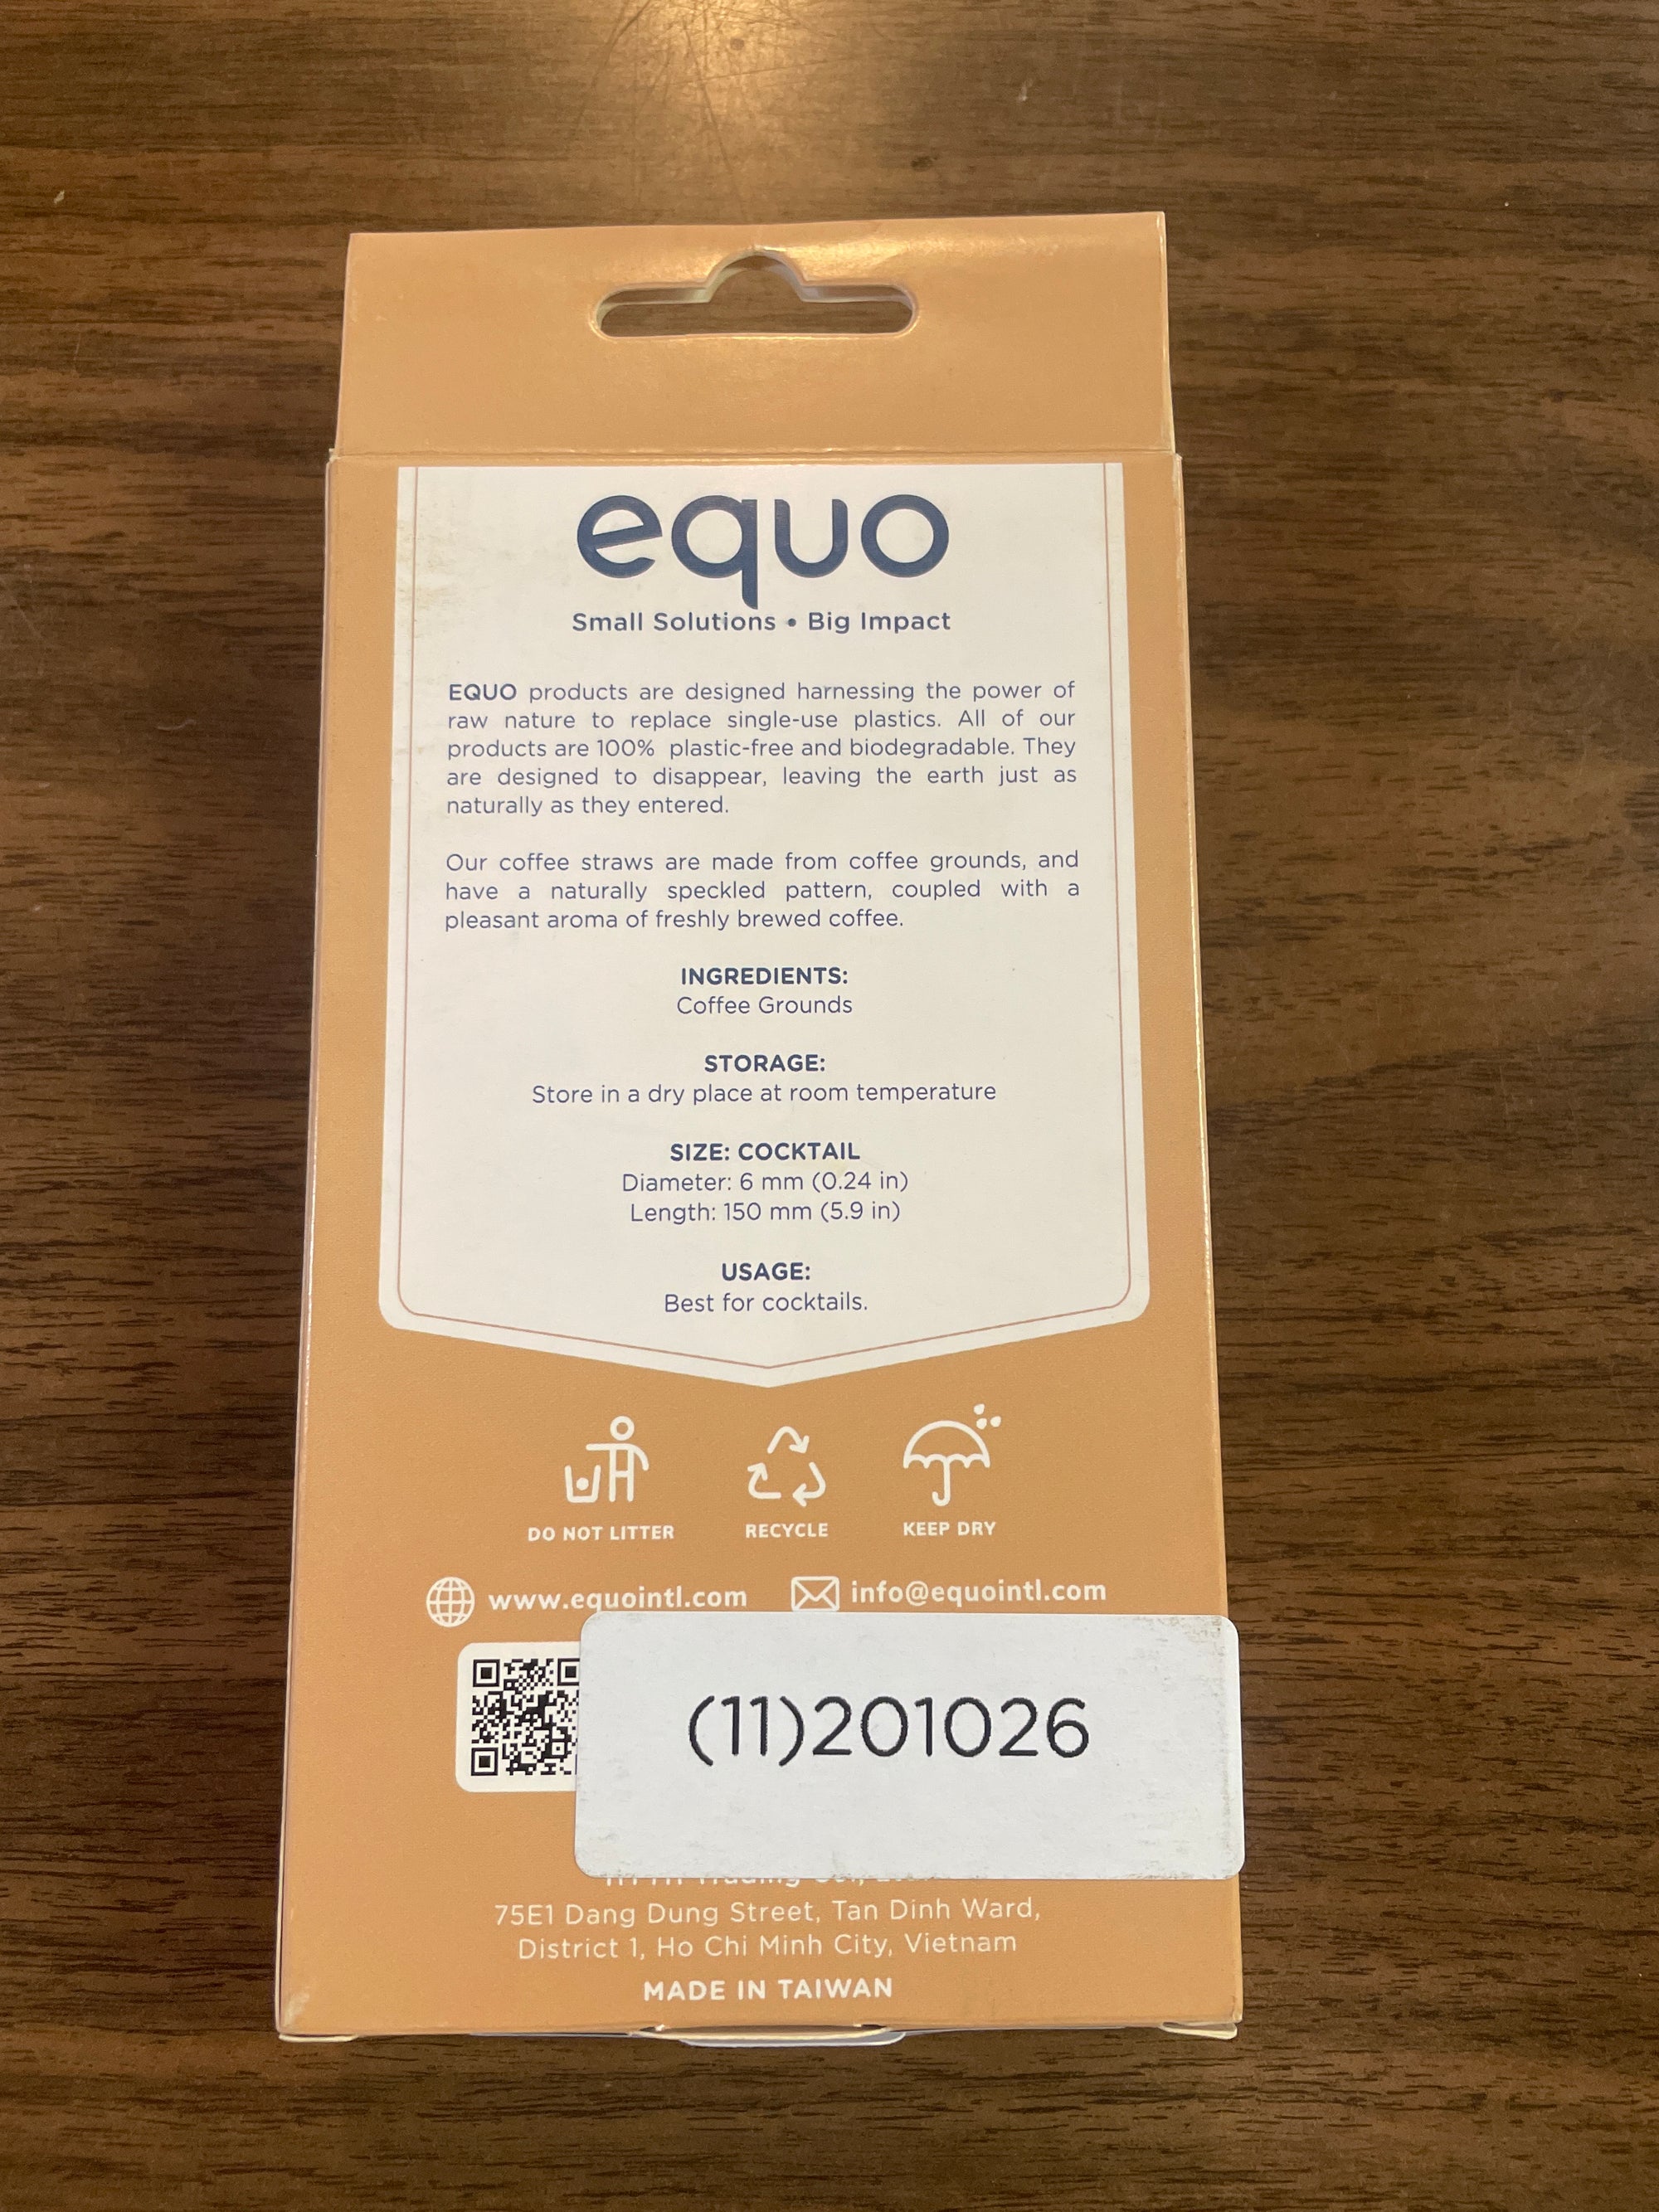 equo
Small Solutions • Big Impact
EQUO products are designed harnessing the power of
raw nature to replace single-use plastics. All of our
products are 100% plastic-free and biodegradable. They
are designed to disappear, leaving the earth just as
naturally as they entered.
Our coffee straws are made from coffee grounds, and
have a naturally speckled pattern, coupled with a
pleasant aroma of freshly brewed coffee.
INGREDIENTS:
Coffee Grounds
STORAGE:
Store in a dry place at room temperature
SIZE: COCKTAIL
Diameter: 6 mm (0.24 in)
Length: 150 mm (5.9 in)
USAGE:
Best for cocktails.
DO NOT LITTER RECYCLE KEEP DRY
www.equointl.com info@equointl.com
(11)201026
Trading
75E1 Dang Dung Street, Tan Dinh Ward,
District 1, Ho Chi Minh City, Vietnam
MADE IN TAIWAN